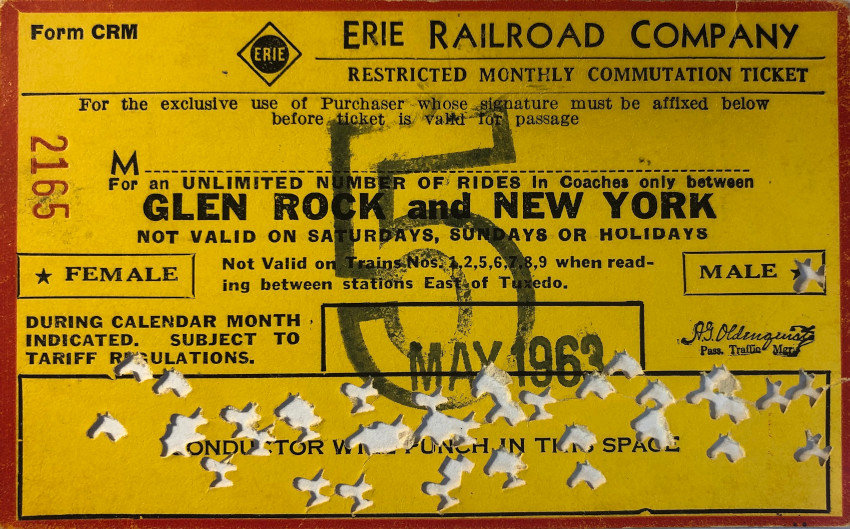 Form CRM
ERIE
ERIE RAILROAD COMPANY
RESTRICTED MONTHLY COMMUTATION TICKET
For the exclusive use of Purchaser whose signature must be affixed below
before ticket is valid for passage
2165
5
M
For an UNLIMITED NUMBER OF RIDES in Coaches only between
GLEN ROCK and NEW YORK
NOT VALID ON SATURDAYS, SUNDAYS OR HOLIDAYS
★ FEMALE
Not Valid on Trains Nos. 1,2,5,6,7,8,9 when read-
ing between stations East of Tuxedo.
MALE ★
DURING CALENDAR MONTH
INDICATED. SUBJECT TO
TARIFF REGULATIONS.
MAY 1963
A.G. Oldenquist
Pass. Traffic Mgr.
CONDUCTOR WILL PUNCH IN THIS SPACE